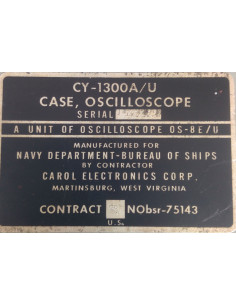 CY-1300A/U
CASE, OSCILLOSCOPE
SERIAL
A UNIT OF OSCILLOSCOPE OS-8E/U
MANUFACTURED FOR
NAVY DEPARTMENT-BUREAU OF SHIPS
BY CONTRACTOR
CAROL ELECTRONICS CORP.
MARTINSBURG, WEST VIRGINIA
CONTRACT NObsr-75143
U.S.